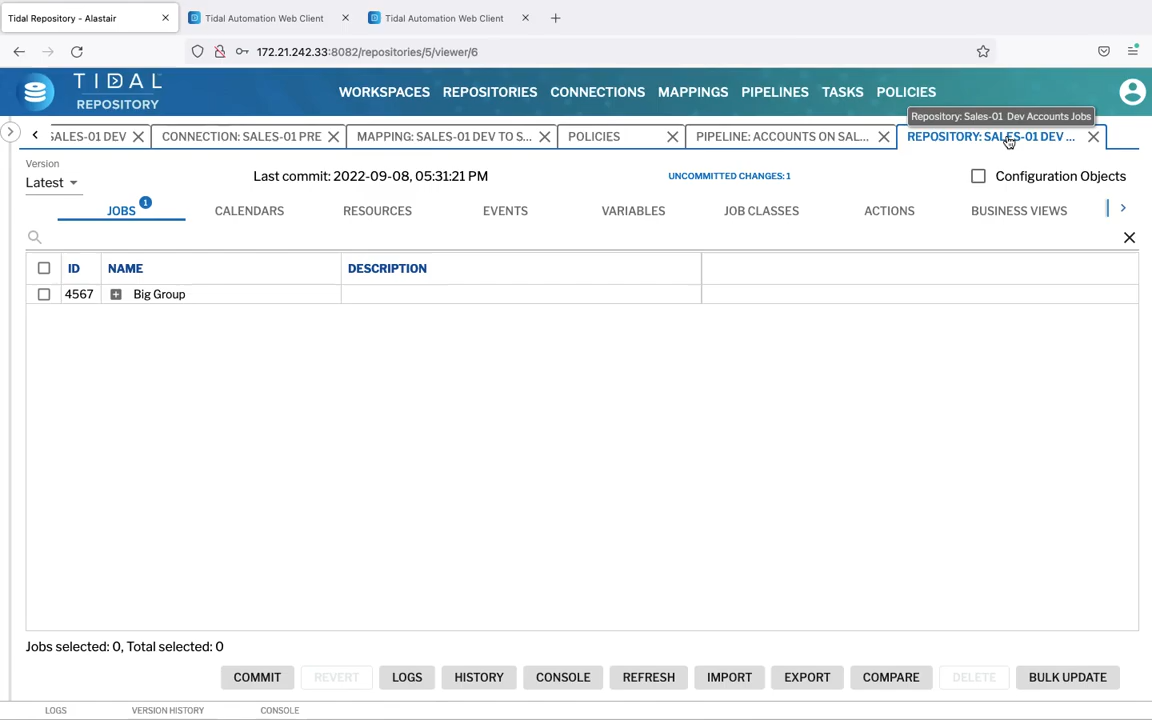 Tidal Repository - Alastair
Tidal Automation Web Client
Tidal Automation Web Client
172.21.242.33:8082/repositories/5/viewer/6
TIDAL
REPOSITORY
WORKSPACES REPOSITORIES CONNECTIONS MAPPINGS PIPELINES TASKS POLICIES
Repository: Sales-01 Dev Accounts Jobs
SALES-01 DEV
CONNECTION: SALES-01 PRE
MAPPING: SALES-01 DEV TO S...
POLICIES
PIPELINE: ACCOUNTS ON SAL...
REPOSITORY: SALES-01 DEV ...
Version
Latest
Last commit: 2022-09-08, 05:31:21 PM
UNCOMMITTED CHANGES: 1
Configuration Objects
JOBS 1
CALENDARS
RESOURCES
EVENTS
VARIABLES
JOB CLASSES
ACTIONS
BUSINESS VIEWS
ID NAME DESCRIPTION
4567 Big Group
Jobs selected: 0, Total selected: 0
COMMIT REVERT LOGS HISTORY CONSOLE REFRESH IMPORT EXPORT COMPARE DELETE BULK UPDATE
LOGS VERSION HISTORY CONSOLE